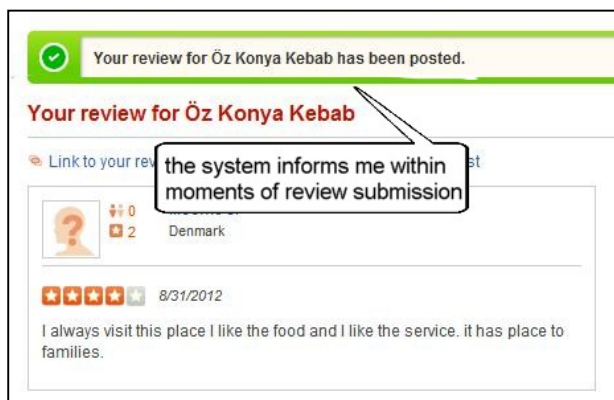 Your review for Öz Konya Kebab has been posted.
Your review for Öz Konya Kebab
Link to your rev
st
the system informs me within
moments of review submission
0
2
Denmark
8/31/2012
I always visit this place I like the food and I like the service. it has place to
families.